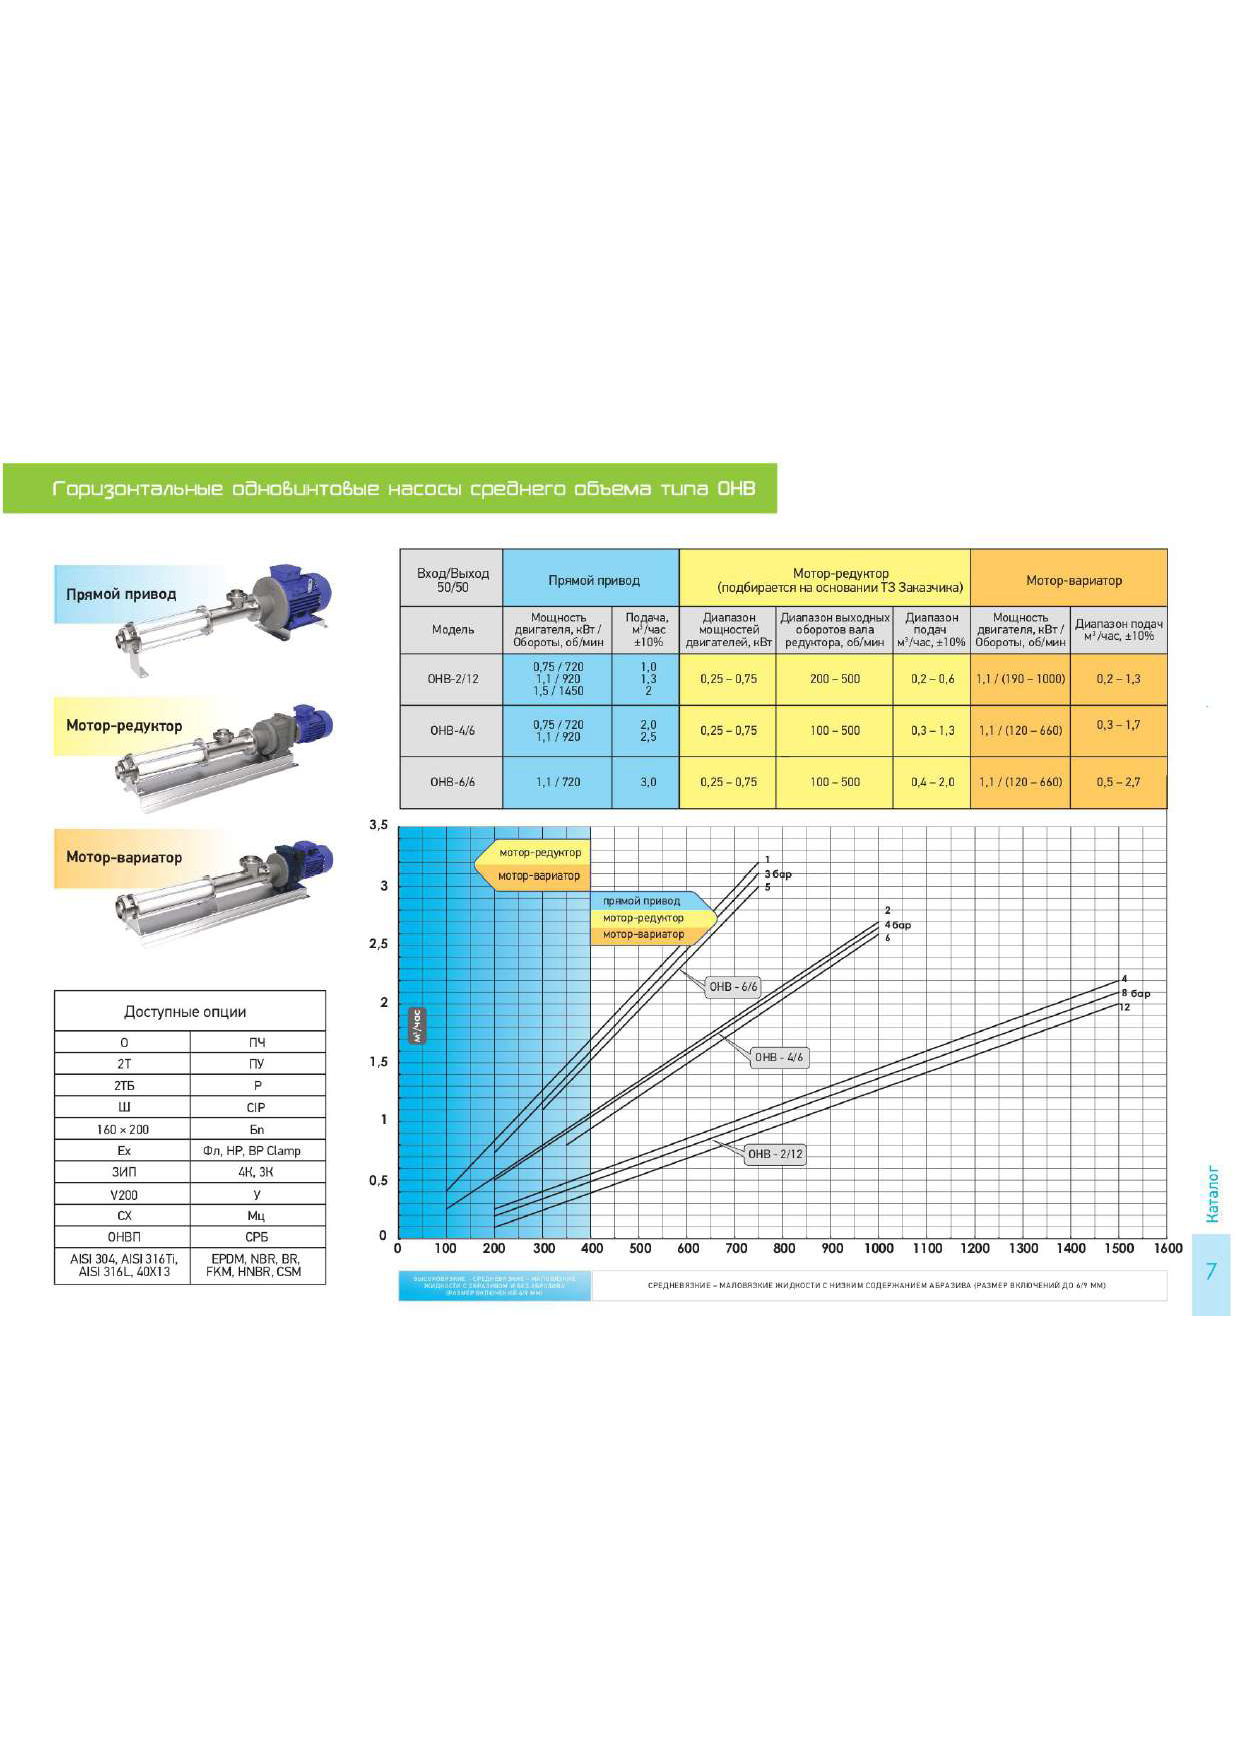 Горизонтальные одновинтовые насосы среднего объема типа ОНВ
Прямой привод
Мотор-редуктор
Мотор-вариатор
Доступные опции
О ПЧ
2Т ПУ
2ТБ Р
Ш CIP
160 × 200 Бп
Ex Фл, НР, ВР Clamp
ЗИП 4К, 3К
V200 У
СХ Мц
ОНВП СРБ
AISI 304, AISI 316Ti, EPDM, NBR, BR,
AISI 316L, 40X13 FKM, HNBR, CSM
Вход/Выход
50/50
Прямой привод
Мотор-редуктор
(подбирается на основании ТЗ Заказчика)
Мотор-вариатор
Модель
Мощность
двигателя, кВт /
Обороты, об/мин
Подача,
м³/час
±10%
Диапазон
мощностей
двигателей, кВт
Диапазон выходных
оборотов вала
редуктора, об/мин
Диапазон
подач
м³/час, ±10%
Мощность
двигателя, кВт /
Обороты, об/мин
Диапазон подач
м³/час, ±10%
ОНВ-2/12
0,75 / 720
1,1 / 920
1,5 / 1450
1,0
1,3
2
0,25 – 0,75
200 – 500
0,2 – 0,6
1,1 / (190 – 1000)
0,2 – 1,3
ОНВ-4/6
0,75 / 720
1,1 / 920
2,0
2,5
0,25 – 0,75
100 – 500
0,3 – 1,3
1,1 / (120 – 660)
0,3 – 1,7
ОНВ-6/6
1,1 / 720
3,0
0,25 – 0,75
100 – 500
0,4 – 2,0
1,1 / (120 – 660)
0,5 – 2,7
3,5
3
2,5
2
1,5
1
0,5
0
м³/час
мотор-редуктор
мотор-вариатор
прямой привод
мотор-редуктор
мотор-вариатор
1
3 бар
5
2
4 бар
6
4
8 бар
12
ОНВ - 6/6
ОНВ - 4/6
ОНВ - 2/12
0 100 200 300 400 500 600 700 800 900 1000 1100 1200 1300 1400 1500 1600
ВЫСОКОВЯЗКИЕ – СРЕДНЕВЯЗКИЕ – МАЛОВЯЗКИЕ
ЖИДКОСТИ С АБРАЗИВОМ И БЕЗ АБРАЗИВА
(РАЗМЕР ВКЛЮЧЕНИЙ 6/9 ММ)
СРЕДНЕВЯЗКИЕ – МАЛОВЯЗКИЕ ЖИДКОСТИ С НИЗКИМ СОДЕРЖАНИЕМ АБРАЗИВА (РАЗМЕР ВКЛЮЧЕНИЙ ДО 6/9 ММ)
Каталог
7